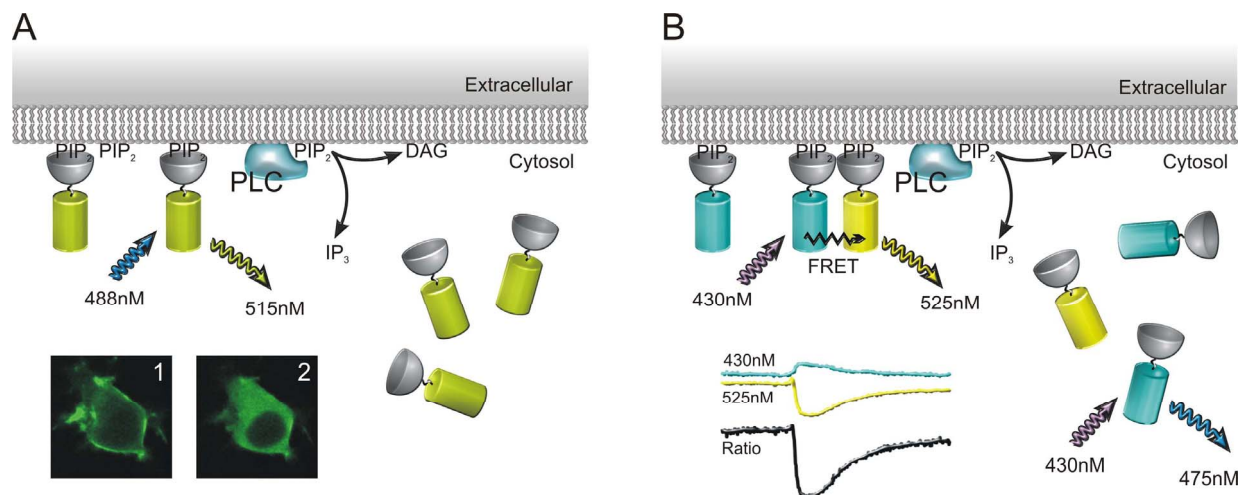 A
Extracellular
PIP2 PIP2 PIP2 PIP2 DAG
Cytosol
PLC
IP3
488nM
515nM
1 2
B
Extracellular
PIP2 PIP2 PIP2 PIP2 DAG
Cytosol
PLC
IP3
FRET
430nM
525nM
430nM
525nM
Ratio
430nM
475nM